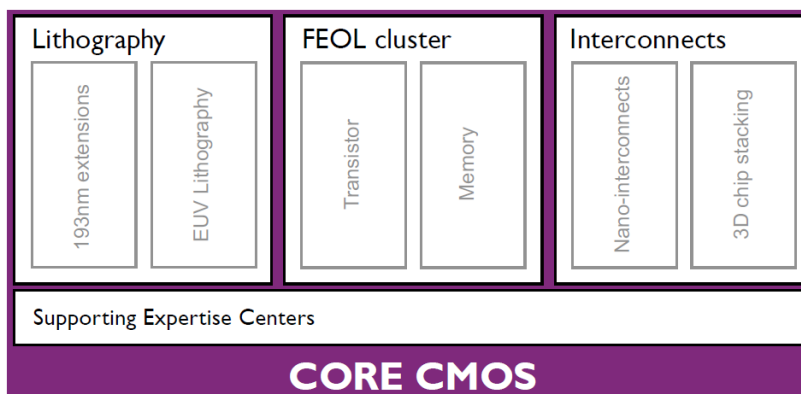 Lithography
193nm extensions
EUV Lithography
FEOL cluster
Transistor
Memory
Interconnects
Nano-interconnects
3D chip stacking
Supporting Expertise Centers
CORE CMOS